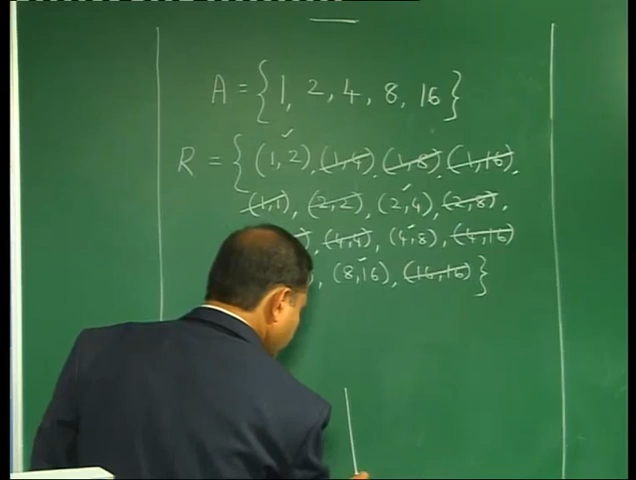 A = {1, 2, 4, 8, 16}
R = {(1,2), (1,4), (1,8), (1,16),
(1,1), (2,2), (2,4), (2,8),
), (4,4), (4,8), (4,16)
), (8,16), (16,16)}